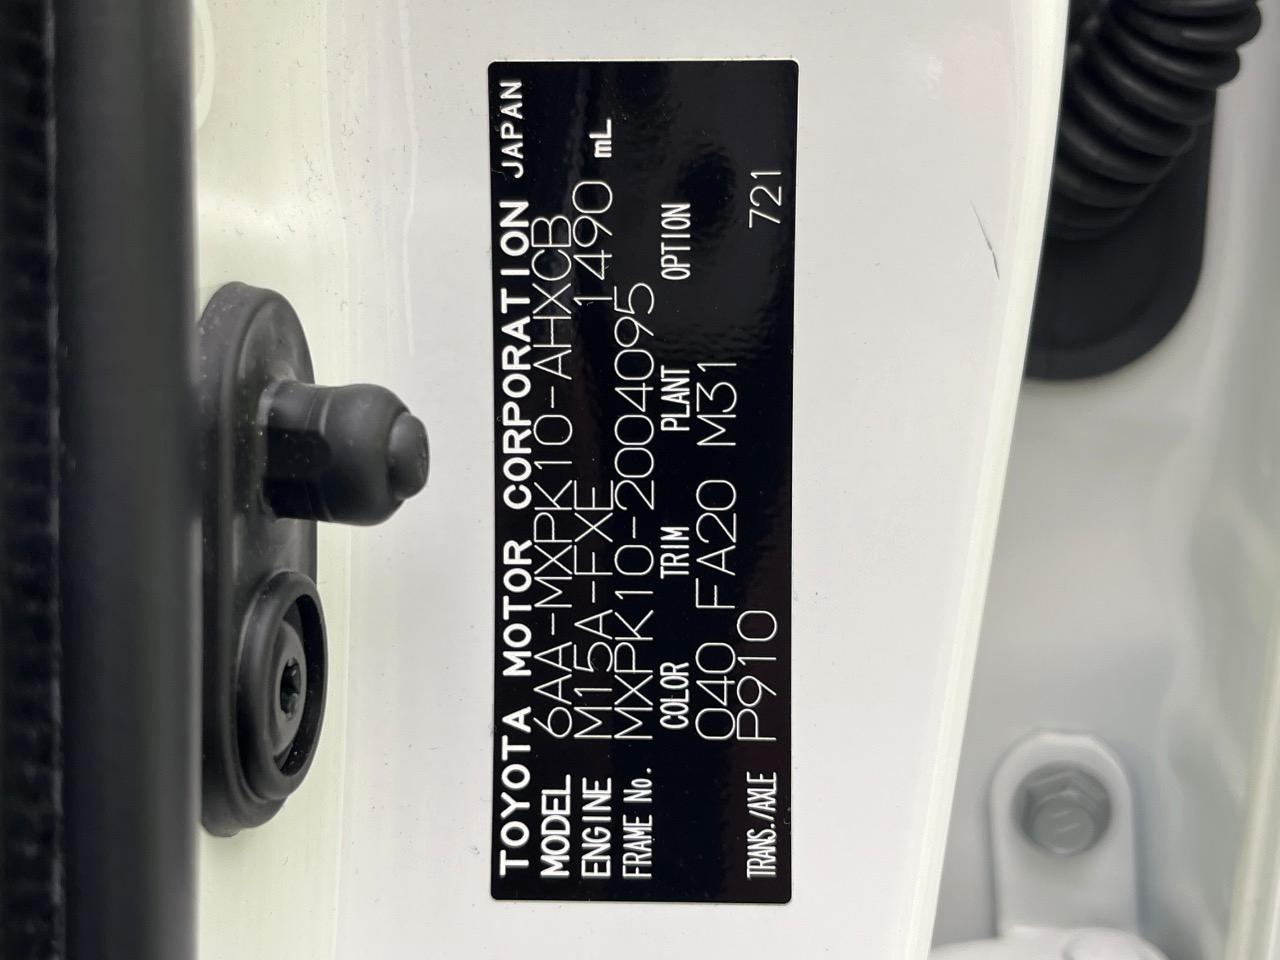 TOYOTA MOTOR CORPORATION JAPAN
MODEL 6AA-MXPK10-AHXCB
ENGINE M15A-FXE 1490 mL
FRAME No. MXPK10-2004095
COLOR TRIM PLANT OPTION
040 FA20 M31
TRANS./AXLE P910 721